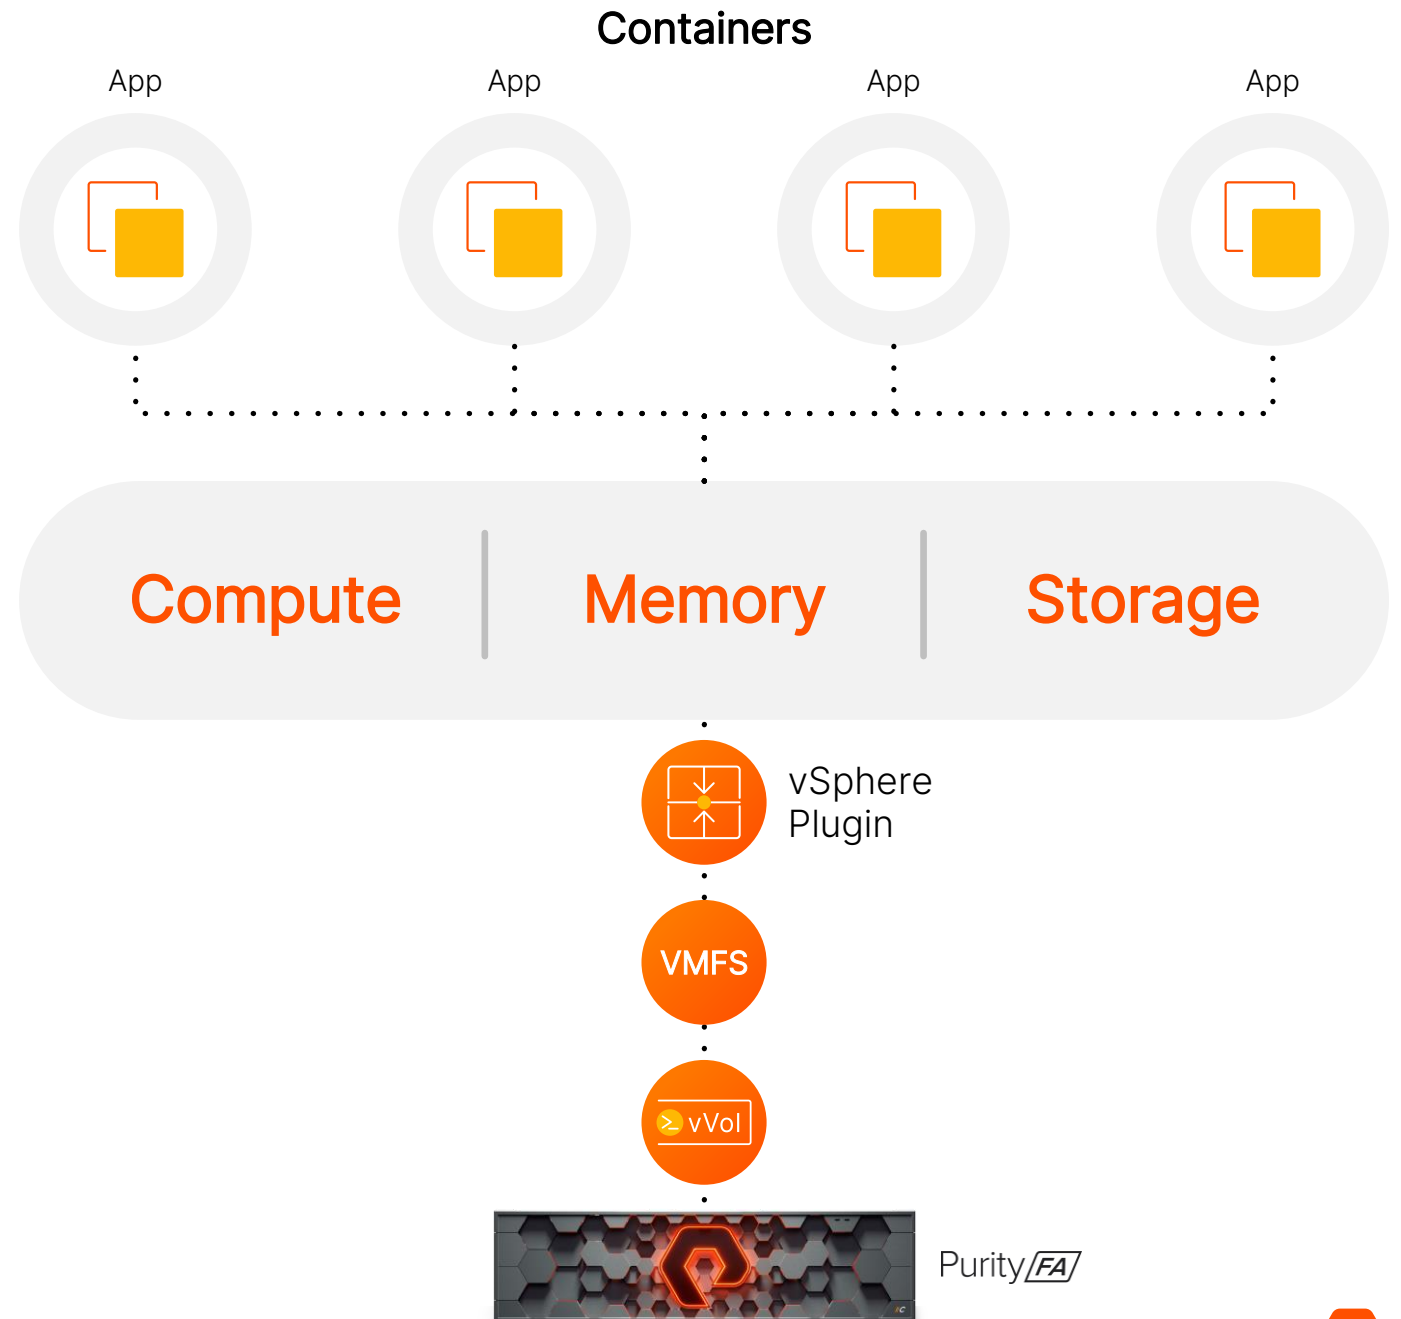 Containers
App App App App
Compute Memory Storage
vSphere
Plugin
VMFS
vVol
Purity FA